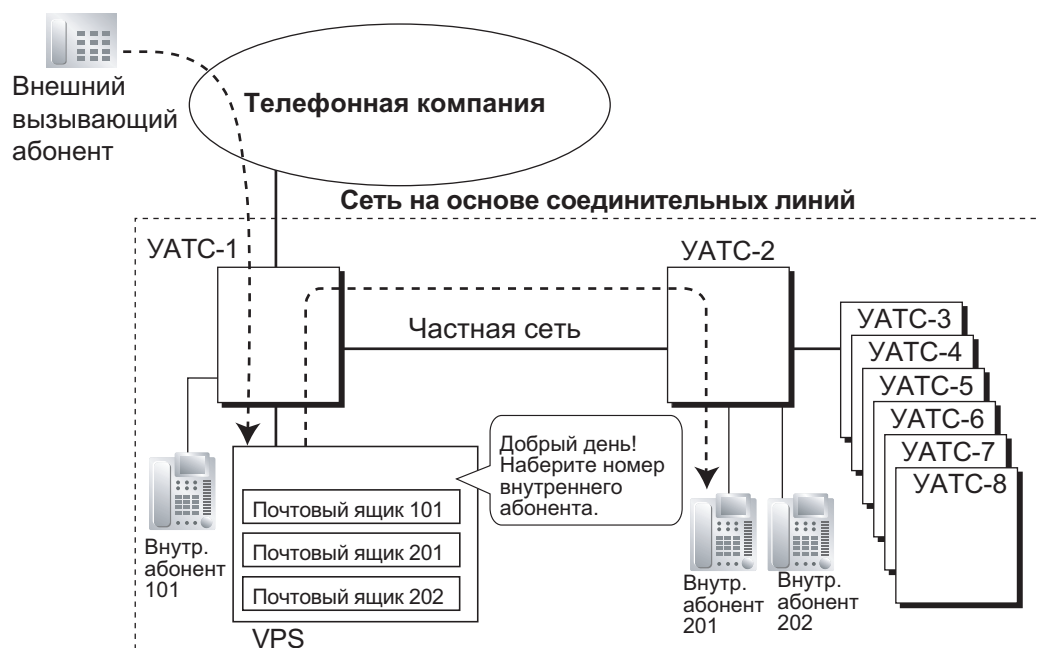 Внешний
вызывающий
абонент
Телефонная компания
Сеть на основе соединительных линий
УАТС-1
УАТС-2
Частная сеть
УАТС-3
УАТС-4
УАТС-5
УАТС-6
УАТС-7
УАТС-8
Добрый день!
Наберите номер
внутреннего
абонента.
Почтовый ящик 101
Почтовый ящик 201
Почтовый ящик 202
VPS
Внутр.
абонент
101
Внутр.
абонент
201
Внутр.
абонент
202